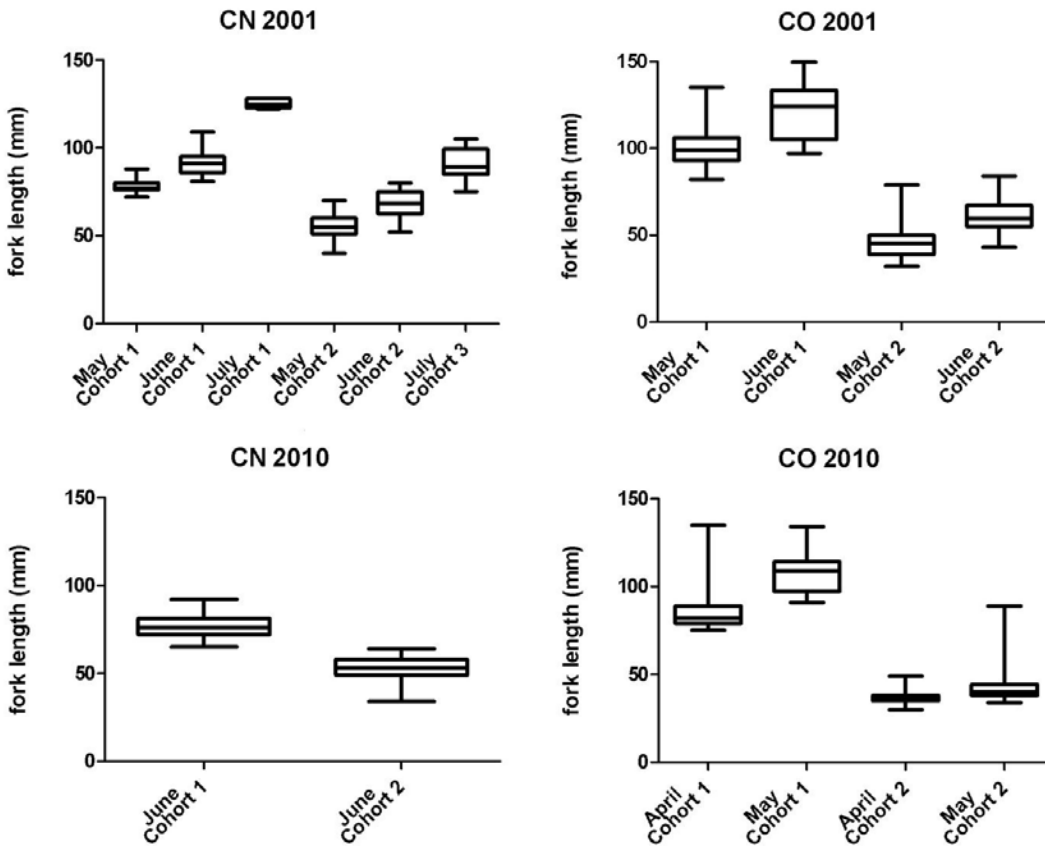 CN 2001
fork length (mm)
150
100
50
0
May
Cohort 1
June
Cohort 1
July
Cohort 1
May
Cohort 2
June
Cohort 2
July
Cohort 3
CO 2001
fork length (mm)
150
100
50
0
May
Cohort 1
June
Cohort 1
May
Cohort 2
June
Cohort 2
CN 2010
fork length (mm)
150
100
50
0
June
Cohort 1
June
Cohort 2
CO 2010
fork length (mm)
150
100
50
0
April
Cohort 1
May
Cohort 1
April
Cohort 2
May
Cohort 2